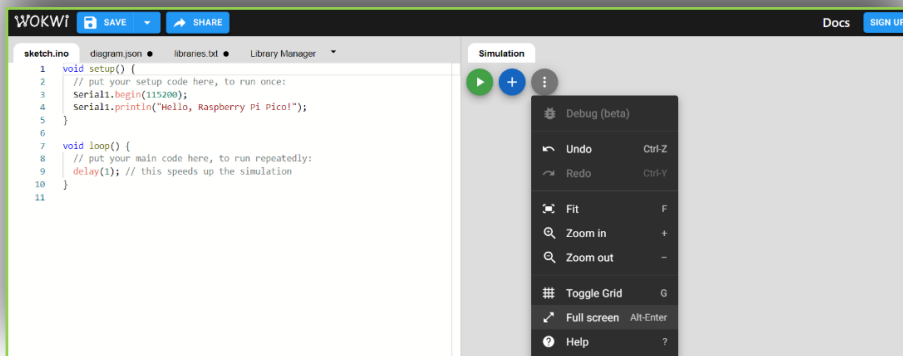 WOKWI SAVE SHARE Docs SIGN UP
sketch.ino diagram.json ● libraries.txt ● Library Manager
1 void setup() {
2 // put your setup code here, to run once:
3 Serial1.begin(115200);
4 Serial1.println("Hello, Raspberry Pi Pico!");
5 }
6
7 void loop() {
8 // put your main code here, to run repeatedly:
9 delay(1); // this speeds up the simulation
10 }
11
Simulation
Debug (beta)
Undo Ctrl-Z
Redo Ctrl-Y
Fit F
Zoom in +
Zoom out −
Toggle Grid G
Full screen Alt-Enter
Help ?